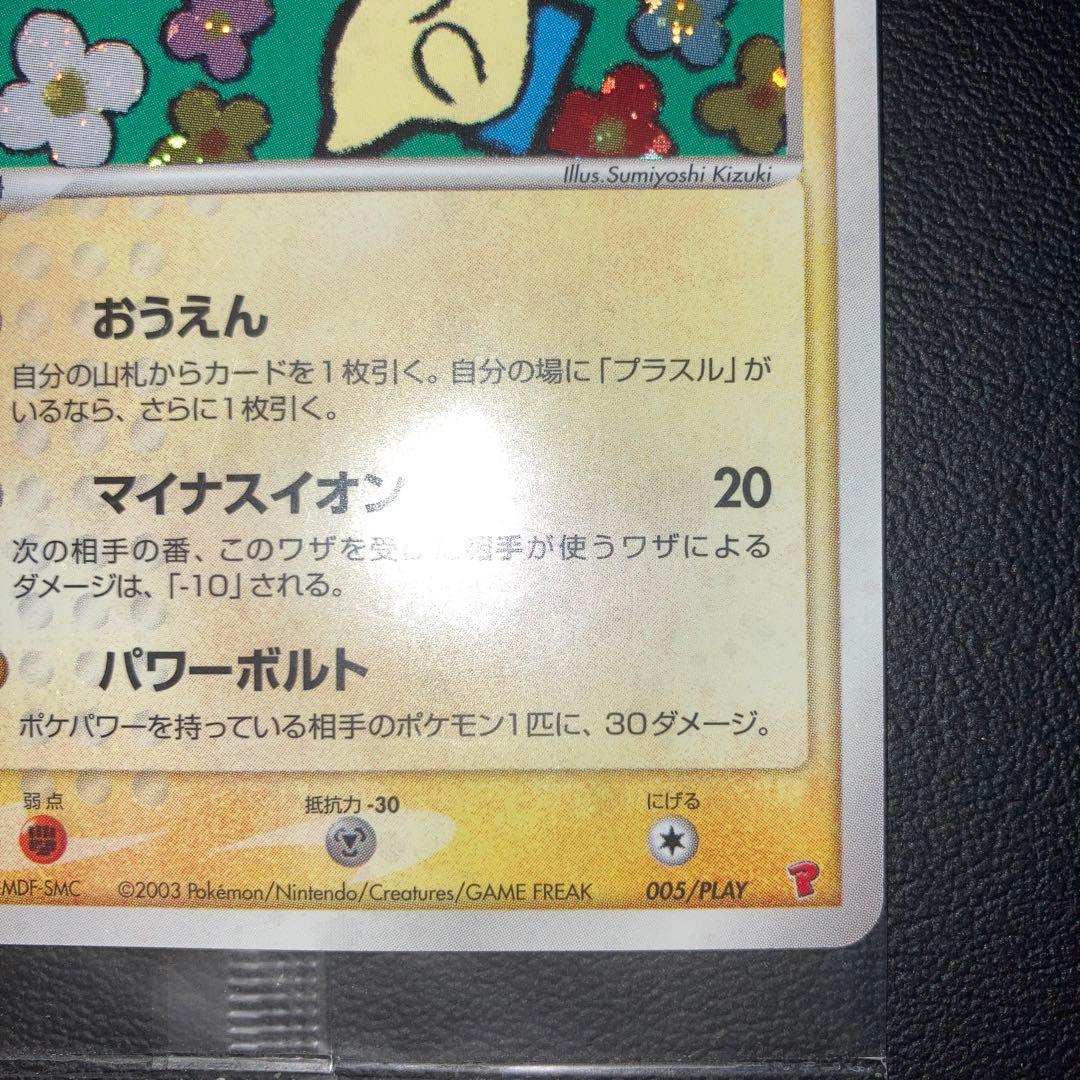 Illus.Sumiyoshi Kizuki
おうえん
自分の山札からカードを1枚引く。自分の場に「プラスル」が
いるなら、さらに1枚引く。
マイナスイオン 20
次の相手の番、このワザを受 相手が使うワザによる
ダメージは、「-10」される。
パワーボルト
ポケパワーを持っている相手のポケモン1匹に、30ダメージ。
弱点 抵抗力 -30 にげる
MDF-SMC ©2003 Pokémon/Nintendo/Creatures/GAME FREAK 005/PLAY P